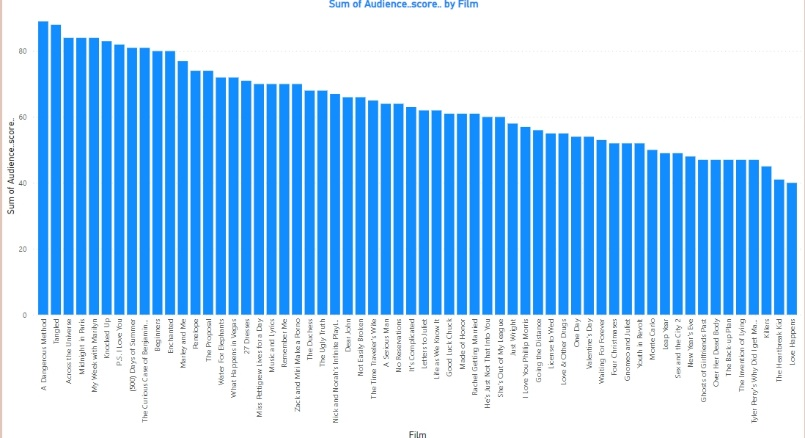 Sum of Audience..score.. by Film
Sum of Audience..score..
80
60
40
20
0
A Dangerous Method
Tangled
Across the Universe
Midnight in Paris
My Week with Marilyn
Knocked Up
P.S. I Love You
(500) Days of Summer
The Curious Case of Benjamin...
Beginners
Enchanted
Marley and Me
Penelope
The Proposal
Water For Elephants
What Happens in Vegas
27 Dresses
Miss Pettigrew Lives for a Day
Music and Lyrics
Remember Me
Zack and Miri Make a Porno
The Duchess
The Ugly Truth
Nick and Norah's Infinite Playl...
Dear John
Not Easily Broken
The Time Traveler's Wife
A Serious Man
No Reservations
It's Complicated
Letters to Juliet
Life as We Know It
Good Luck Chuck
Made of Honor
Rachel Getting Married
He's Just Not That Into You
She's Out of My League
Just Wright
I Love You Phillip Morris
Going the Distance
License to Wed
Love & Other Drugs
One Day
Valentine's Day
Waiting For Forever
Four Christmases
Gnomeo and Juliet
Youth in Revolt
Monte Carlo
Leap Year
Sex and the City 2
New Year's Eve
Ghosts of Girlfriends Past
Over Her Dead Body
The Back-up Plan
The Invention of Lying
Tyler Perry's Why Did I get Ma...
Killers
The Heartbreak Kid
Love Happens
Film